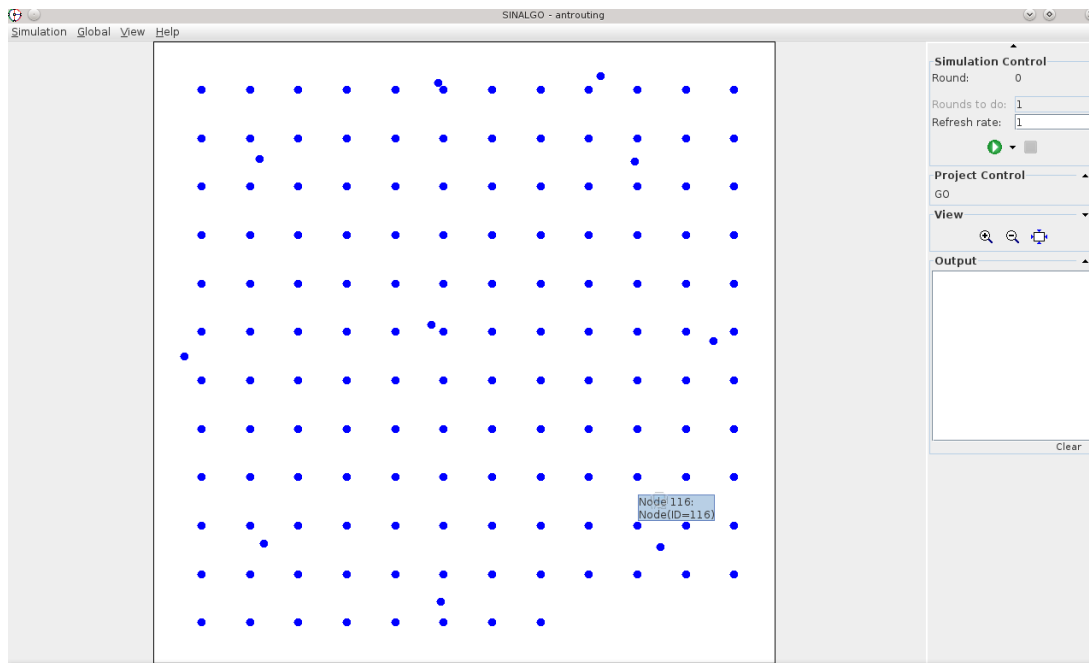 SINALGO - antrouting
Simulation Global View Help
Simulation Control
Round: 0
Rounds to do: 1
Refresh rate: 1
Project Control
GO
View
Output
Clear
Node 116:
Node(ID=116)